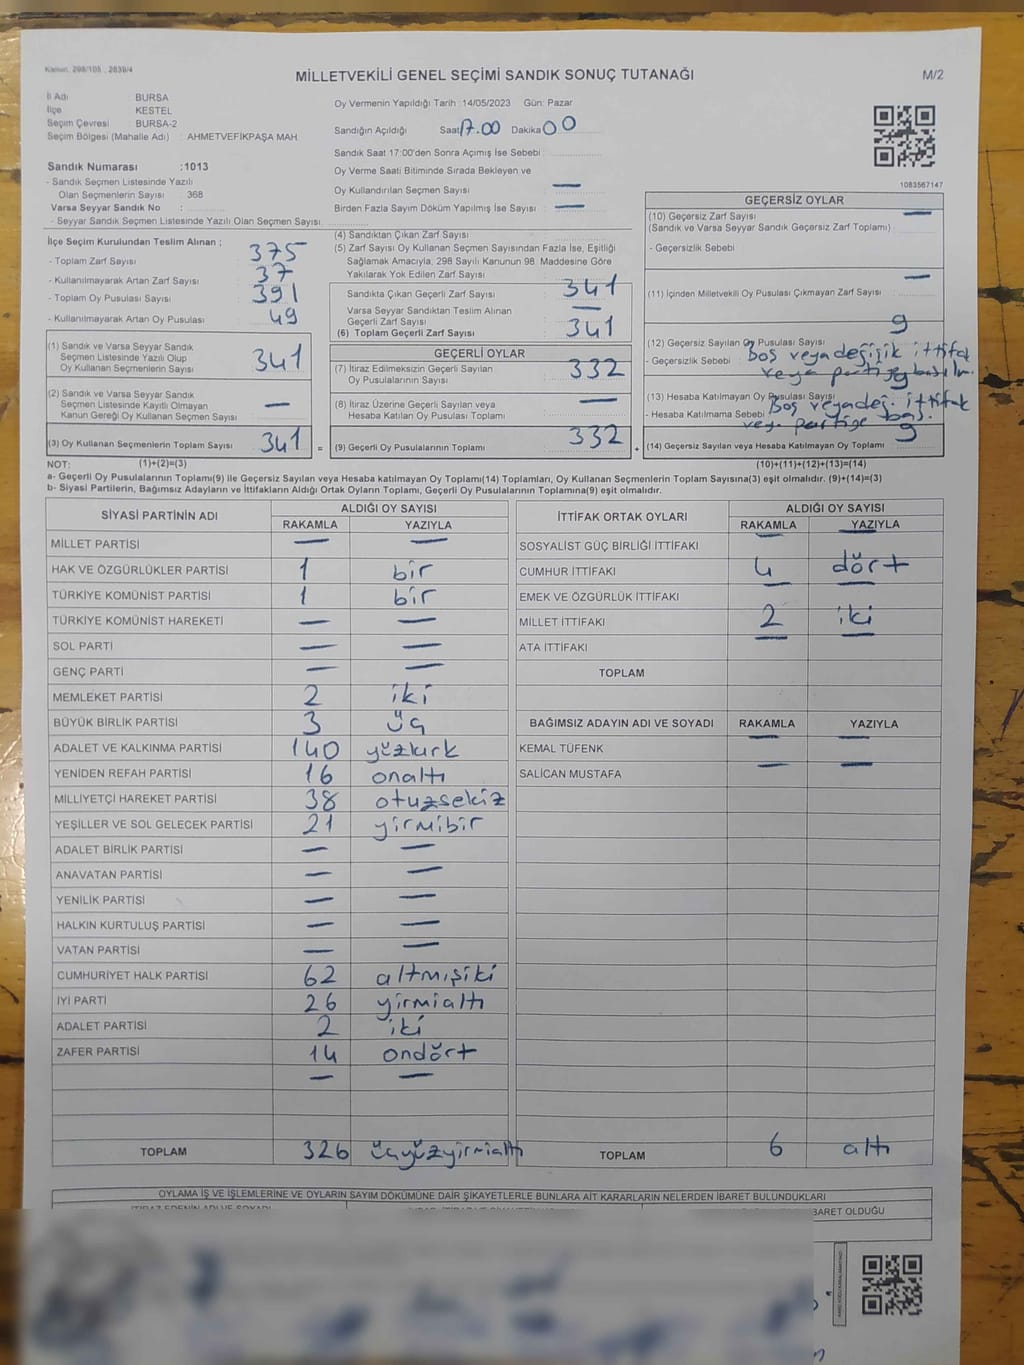 Kanun: 298/105 , 2839/4
MİLLETVEKİLİ GENEL SEÇİMİ SANDIK SONUÇ TUTANAĞI
M/2
İl Adı BURSA
İlçe KESTEL
Seçim Çevresi BURSA-2
Seçim Bölgesi (Mahalle Adı) : AHMETVEFİKPAŞA MAH.
Sandık Numarası :1013
- Sandık Seçmen Listesinde Yazılı
Olan Seçmenlerin Sayısı : 368
Varsa Seyyar Sandık No :
- Seyyar Sandık Seçmen Listesinde Yazılı Olan Seçmen Sayısı:
Oy Vermenin Yapıldığı Tarih : 14/05/2023 Gün: Pazar
Sandığın Açıldığı Saat 17.00 Dakika 00
Sandık Saat 17:00'den Sonra Açımış İse Sebebi :
Oy Verme Saati Bitiminde Sırada Bekleyen ve
Oy Kullandırılan Seçmen Sayısı : —
Birden Fazla Sayım Döküm Yapılmış İse Sayısı : —
1083567147
İlçe Seçim Kurulundan Teslim Alınan ;
- Toplam Zarf Sayısı : 375
- Kullanılmayarak Artan Zarf Sayısı : 37
- Toplam Oy Pusulası Sayısı : 391
- Kullanılmayarak Artan Oy Pusulası : 49
(4) Sandıktan Çıkan Zarf Sayısı :
(5) Zarf Sayısı Oy Kullanan Seçmen Sayısından Fazla İse, Eşitliği
Sağlamak Amacıyla; 298 Sayılı Kanunun 98. Maddesine Göre
Yakılarak Yok Edilen Zarf Sayısı :
Sandıkta Çıkan Geçerli Zarf Sayısı : 341
Varsa Seyyar Sandıktan Teslim Alınan
Geçerli Zarf Sayısı : —
(6) Toplam Geçerli Zarf Sayısı : 341
GEÇERSİZ OYLAR
(10) Geçersiz Zarf Sayısı : —
(Sandık ve Varsa Seyyar Sandık Geçersiz Zarf Toplamı)
- Geçersizlik Sebebi
(11) İçinden Milletvekili Oy Pusulası Çıkmayan Zarf Sayısı : —
(12) Geçersiz Sayılan Oy Pusulası Sayısı 9
- Geçersizlik Sebebi : Boş veya değişik ittifak
veya partiye
(13) Hesaba Katılmayan Oy Pusulası Sayısı
- Hesaba Katılmama Sebebi : Boş veya değ. ittifak
veya partiye bas.
(14) Geçersiz Sayılan veya Hesaba Katılmayan Oy Toplamı 9
(1) Sandık ve Varsa Seyyar Sandık
Seçmen Listesinde Yazılı Olup
Oy Kullanan Seçmenlerin Sayısı : 341
(2) Sandık ve Varsa Seyyar Sandık
Seçmen Listesinde Kayıtlı Olmayan
Kanun Gereği Oy Kullanan Seçmen Sayısı : —
(3) Oy Kullanan Seçmenlerin Toplam Sayısı : 341 =
GEÇERLİ OYLAR
(7) İtiraz Edilmeksizin Geçerli Sayılan
Oy Pusulalarının Sayısı : 332
(8) İtiraz Üzerine Geçerli Sayılan veya
Hesaba Katılan Oy Pusulası Toplamı : —
(9) Geçerli Oy Pusulalarının Toplamı : 332 +
NOT: (1)+(2)=(3)
(10)+(11)+(12)+(13)=(14)
a- Geçerli Oy Pusulalarının Toplamı(9) ile Geçersiz Sayılan veya Hesaba katılmayan Oy Toplamı(14) Toplamları, Oy Kullanan Seçmenlerin Toplam Sayısına(3) eşit olmalıdır. (9)+(14)=(3)
b- Siyasi Partilerin, Bağımsız Adayların ve İttifakların Aldığı Ortak Oyların Toplamı, Geçerli Oy Pusulalarının Toplamına(9) eşit olmalıdır.
SİYASİ PARTİNİN ADI ALDIĞI OY SAYISI
RAKAMLA YAZIYLA
MİLLET PARTİSİ — —
HAK VE ÖZGÜRLÜKLER PARTİSİ 1 bir
TÜRKİYE KOMÜNİST PARTİSİ 1 bir
TÜRKİYE KOMÜNİST HAREKETİ — —
SOL PARTİ — —
GENÇ PARTİ — —
MEMLEKET PARTİSİ 2 iki
BÜYÜK BİRLİK PARTİSİ 3 üç
ADALET VE KALKINMA PARTİSİ 140 yüzkırk
YENİDEN REFAH PARTİSİ 16 onaltı
MİLLİYETÇİ HAREKET PARTİSİ 38 otuzsekiz
YEŞİLLER VE SOL GELECEK PARTİSİ 21 yirmibir
ADALET BİRLİK PARTİSİ — —
ANAVATAN PARTİSİ — —
YENİLİK PARTİSİ — —
HALKIN KURTULUŞ PARTİSİ — —
VATAN PARTİSİ — —
CUMHURİYET HALK PARTİSİ 62 altmışiki
İYİ PARTİ 26 yirmialtı
ADALET PARTİSİ 2 iki
ZAFER PARTİSİ 14 ondört
— —
TOPLAM 326 üçyüzyirmialtı
İTTİFAK ORTAK OYLARI ALDIĞI OY SAYISI
RAKAMLA YAZIYLA
SOSYALİST GÜÇ BİRLİĞİ İTTİFAKI — —
CUMHUR İTTİFAKI 4 dört
EMEK VE ÖZGÜRLÜK İTTİFAKI — —
MİLLET İTTİFAKI 2 iki
ATA İTTİFAKI — —
TOPLAM
BAĞIMSIZ ADAYIN ADI VE SOYADI RAKAMLA YAZIYLA
KEMAL TÜFENK — —
SALİCAN MUSTAFA — —
TOPLAM 6 altı
OYLAMA İŞ VE İŞLEMLERİNE VE OYLARIN SAYIM DÖKÜMÜNE DAİR ŞİKAYETLERLE BUNLARA AİT KARARLARIN NELERDEN İBARET BULUNDUKLARI
İTİRAZ EDENİN ADI VE SOYADI
İBARET OLDUĞU